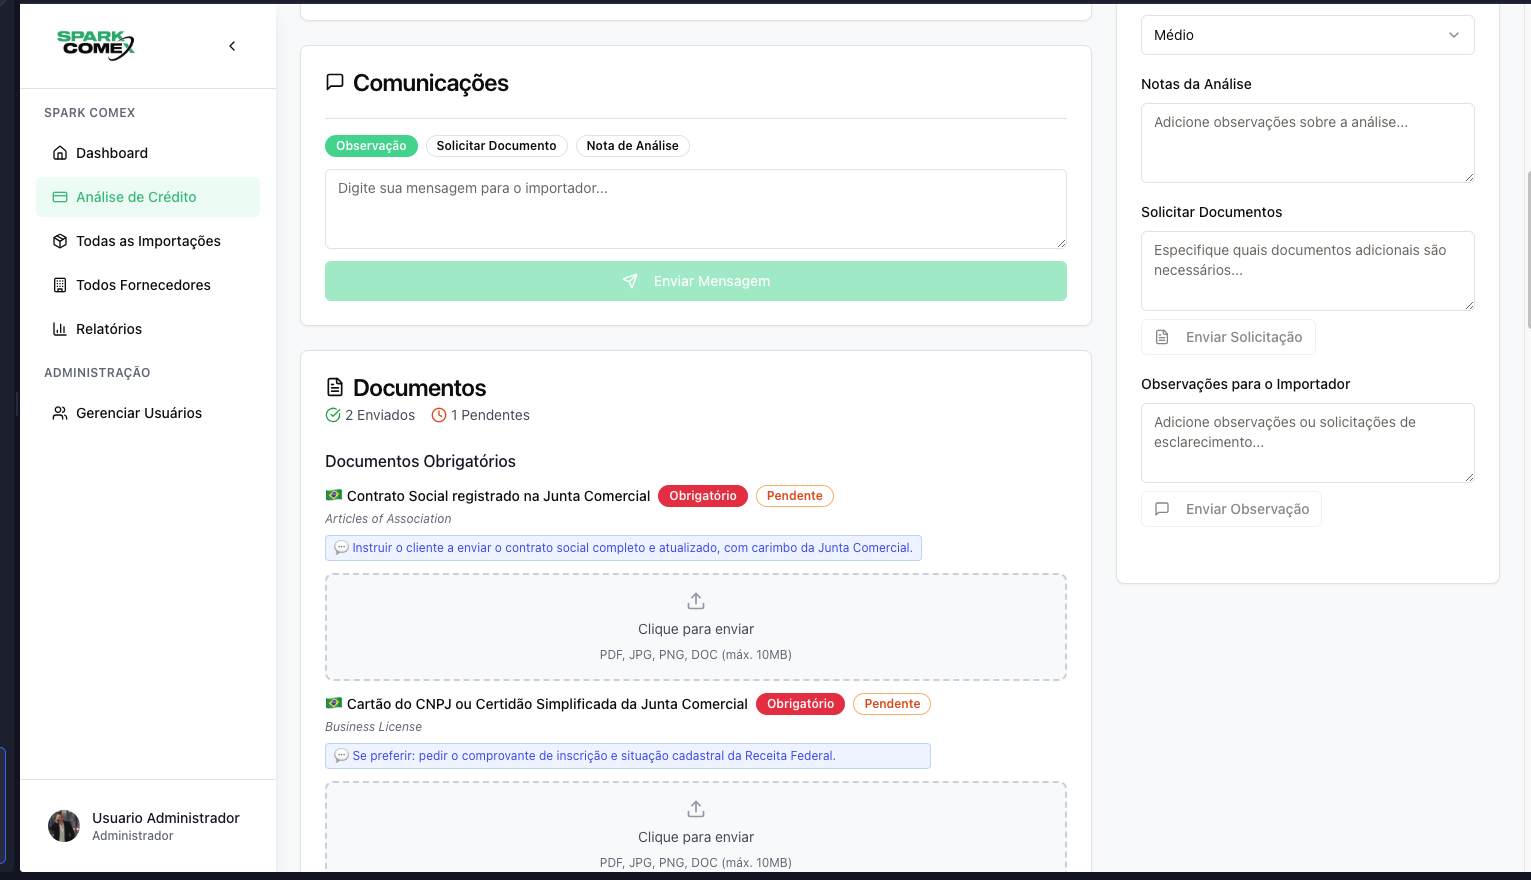 SPARK
COMEX
SPARK COMEX
Dashboard
Análise de Crédito
Todas as Importações
Todos Fornecedores
Relatórios
ADMINISTRAÇÃO
Gerenciar Usuários
Usuario Administrador
Administrador
Comunicações
Observação
Solicitar Documento
Nota de Análise
Digite sua mensagem para o importador...
Enviar Mensagem
Documentos
2 Enviados
1 Pendentes
Documentos Obrigatórios
Contrato Social registrado na Junta Comercial
Obrigatório
Pendente
Articles of Association
Instruir o cliente a enviar o contrato social completo e atualizado, com carimbo da Junta Comercial.
Clique para enviar
PDF, JPG, PNG, DOC (máx. 10MB)
Cartão do CNPJ ou Certidão Simplificada da Junta Comercial
Obrigatório
Pendente
Business License
Se preferir: pedir o comprovante de inscrição e situação cadastral da Receita Federal.
Clique para enviar
PDF, JPG, PNG, DOC (máx. 10MB)
Médio
Notas da Análise
Adicione observações sobre a análise...
Solicitar Documentos
Especifique quais documentos adicionais são
necessários...
Enviar Solicitação
Observações para o Importador
Adicione observações ou solicitações de
esclarecimento...
Enviar Observação